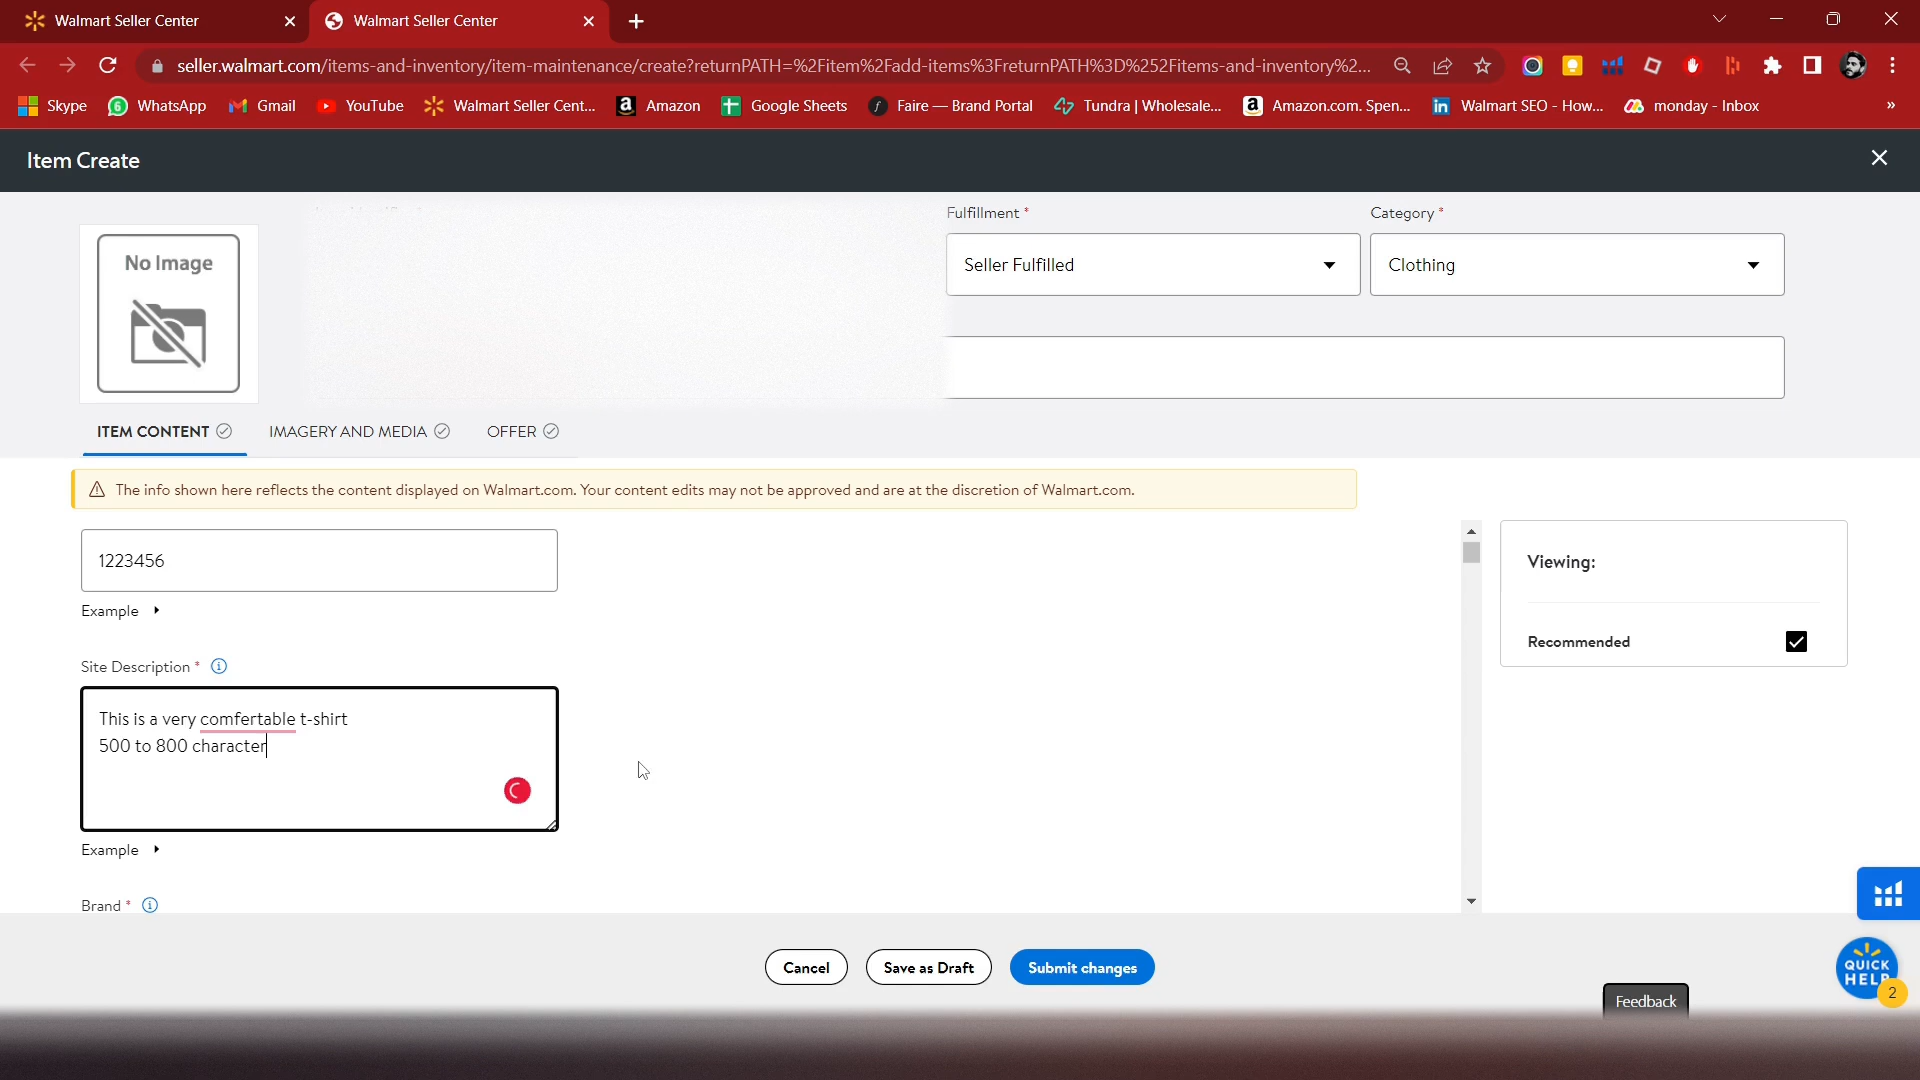 Walmart Seller Center
Walmart Seller Center
seller.walmart.com/items-and-inventory/item-maintenance/create?returnPATH=%2Fitem%2Fadd-items%3FreturnPATH%3D%252Fitems-and-inventory%2...
Skype
WhatsApp
Gmail
YouTube
Walmart Seller Cent...
Amazon
Google Sheets
Faire — Brand Portal
Tundra | Wholesale...
Amazon.com. Spen...
Walmart SEO - How...
monday - Inbox
»
Item Create
No Image
Fulfillment *
Category *
Seller Fulfilled
Clothing
ITEM CONTENT
IMAGERY AND MEDIA
OFFER
The info shown here reflects the content displayed on Walmart.com. Your content edits may not be approved and are at the discretion of Walmart.com.
1223456
Example
Viewing:
Recommended
Site Description *
This is a very comfertable t-shirt
500 to 800 character
Example
Brand *
Cancel
Save as Draft
Submit changes
QUICK
HELP
2
Feedback